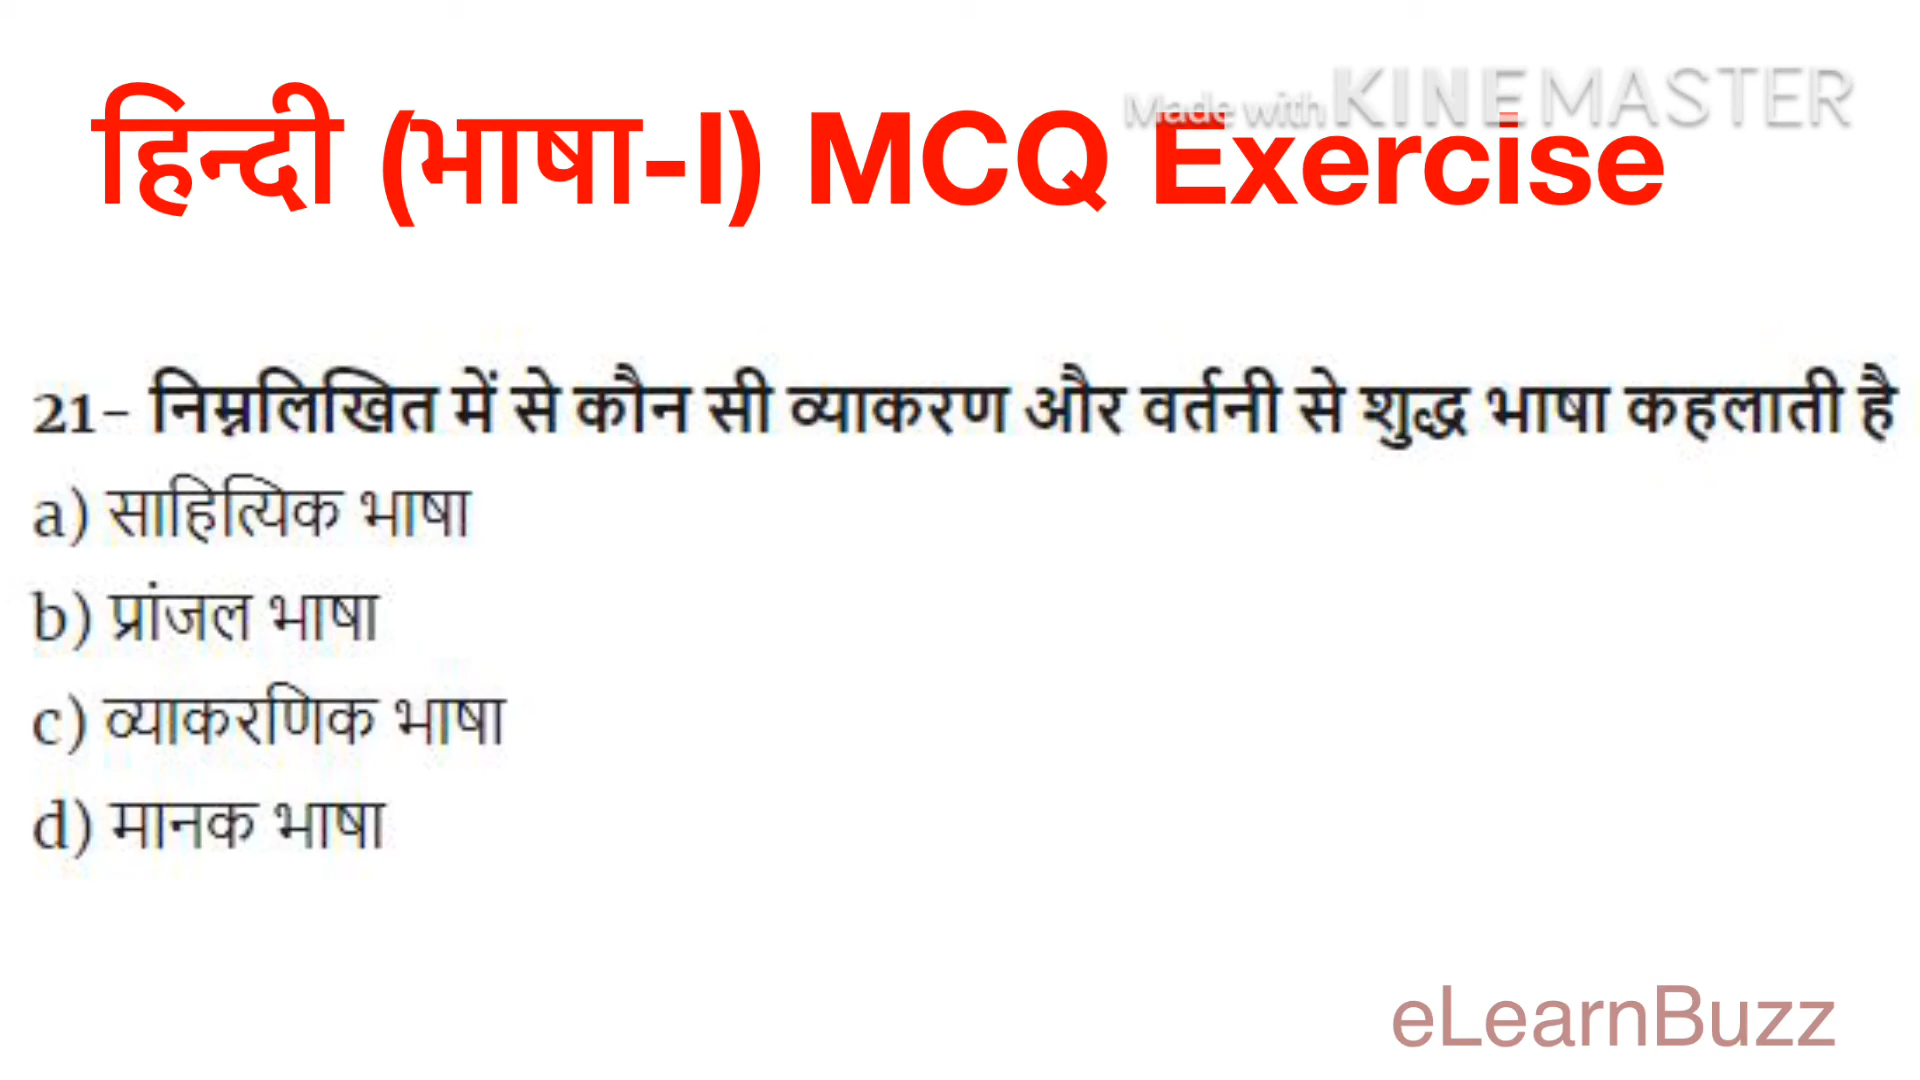 Made with KINEMASTER
हिन्दी (भाषा-I) MCQ Exercise
21- निम्नलिखित में से कौन सी व्याकरण और वर्तनी से शुद्ध भाषा कहलाती है
a) साहित्यिक भाषा
b) प्रांजल भाषा
c) व्याकरणिक भाषा
d) मानक भाषा
eLearnBuzz